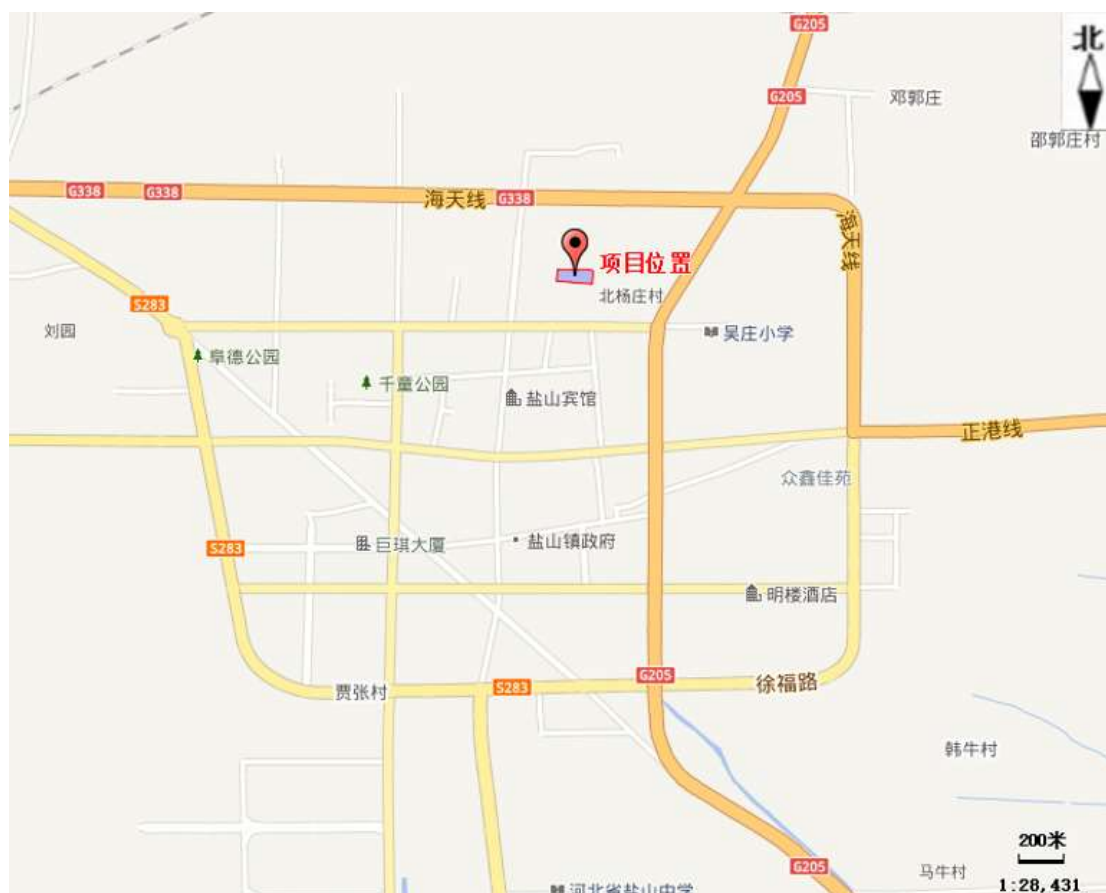 G205
北
G205
邓郭庄
邵郭庄村
G338
G338
海天线
G338
海天线
项目位置
北杨庄村
S283
刘园
吴庄小学
阜德公园
千童公园
盐山宾馆
正港线
众鑫佳苑
S283
巨琪大厦
盐山镇政府
明楼酒店
G205
徐福路
贾张村
S283
韩牛村
200米
G205
马牛村
1:28,431
河北省盐山中学